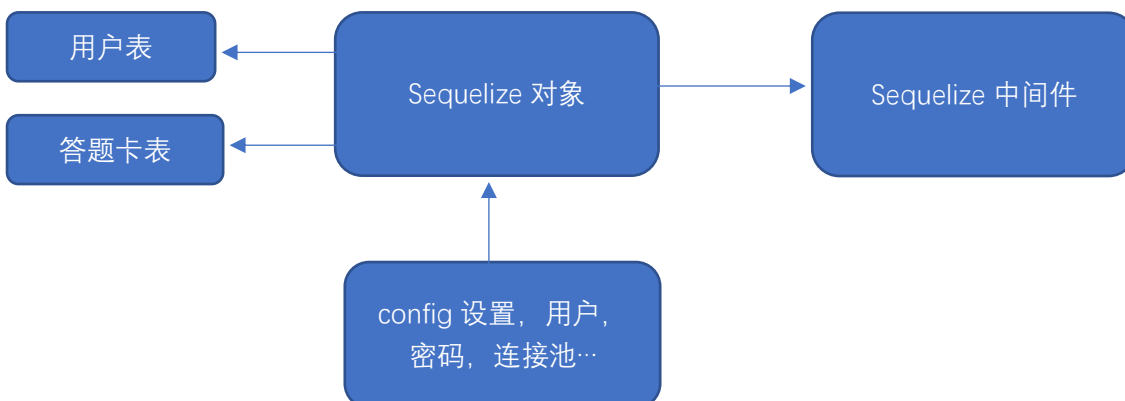 用户表
Sequelize 对象
Sequelize 中间件
答题卡表
config 设置，用户，
密码，连接池…